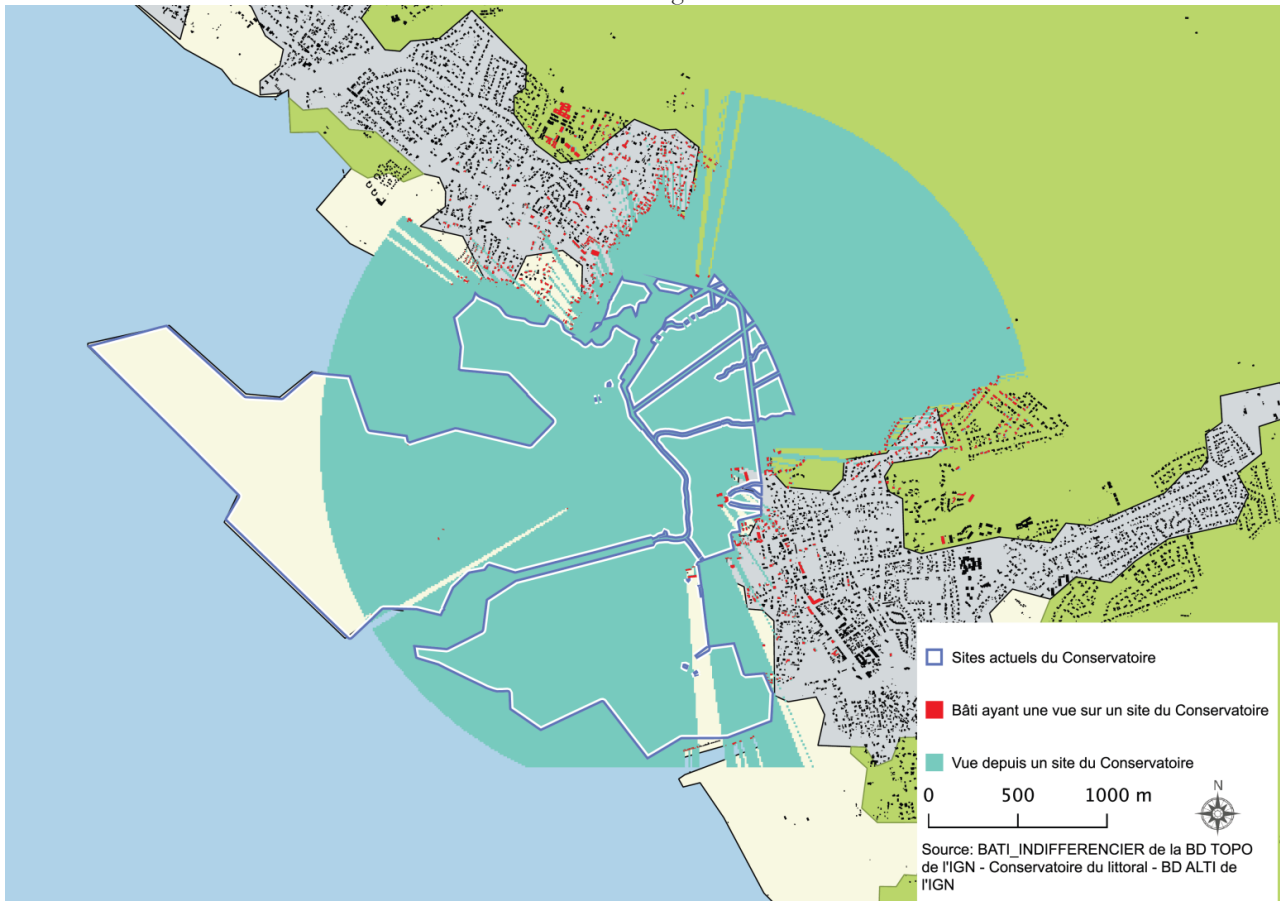 Sites actuels du Conservatoire
Bâti ayant une vue sur un site du Conservatoire
Vue depuis un site du Conservatoire
0 500 1000 m
N
Source: BATI_INDIFFERENCIER de la BD TOPO
de l'IGN - Conservatoire du littoral - BD ALTI de
l'IGN